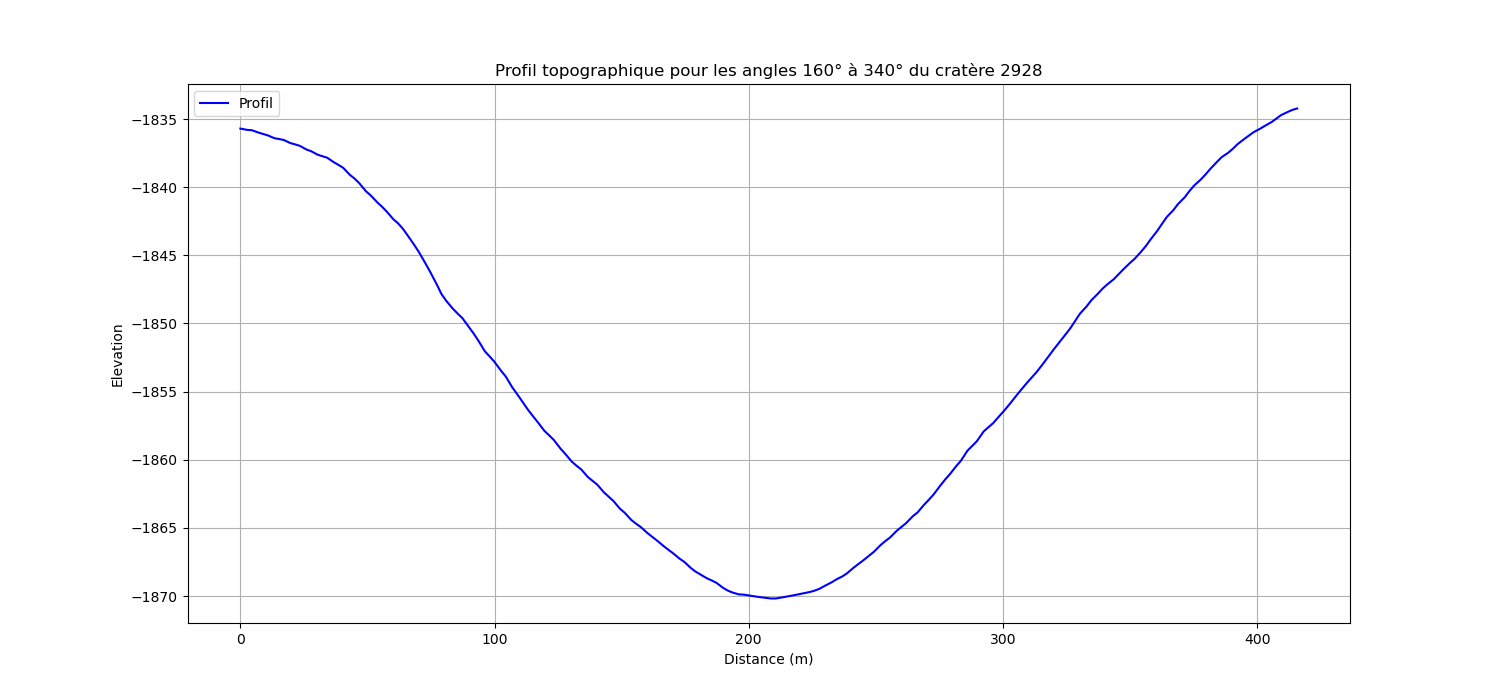 Profil topographique pour les angles 160° à 340° du cratère 2928
Profil
−1835
−1840
−1845
−1850
−1855
−1860
−1865
−1870
Elevation
0 100 200 300 400
Distance (m)